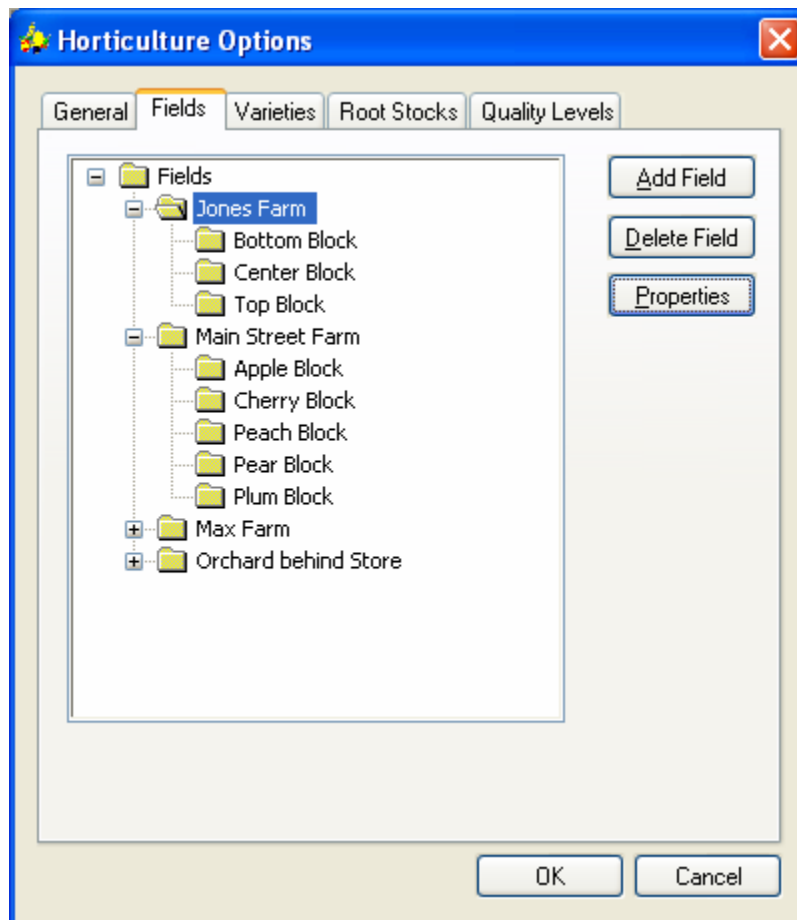 Horticulture Options
General Fields Varieties Root Stocks Quality Levels
Fields
Jones Farm
Bottom Block
Center Block
Top Block
Main Street Farm
Apple Block
Cherry Block
Peach Block
Pear Block
Plum Block
Max Farm
Orchard behind Store
Add Field
Delete Field
Properties
OK Cancel